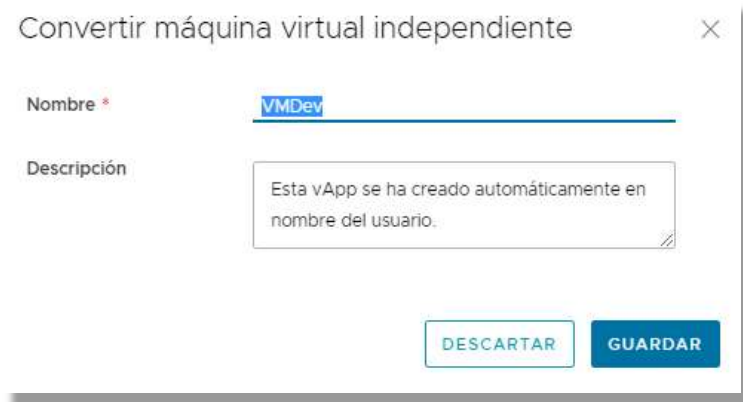 Convertir máquina virtual independiente
Nombre *
VMDev
Descripción
Esta vApp se ha creado automáticamente en
nombre del usuario.
DESCARTAR
GUARDAR